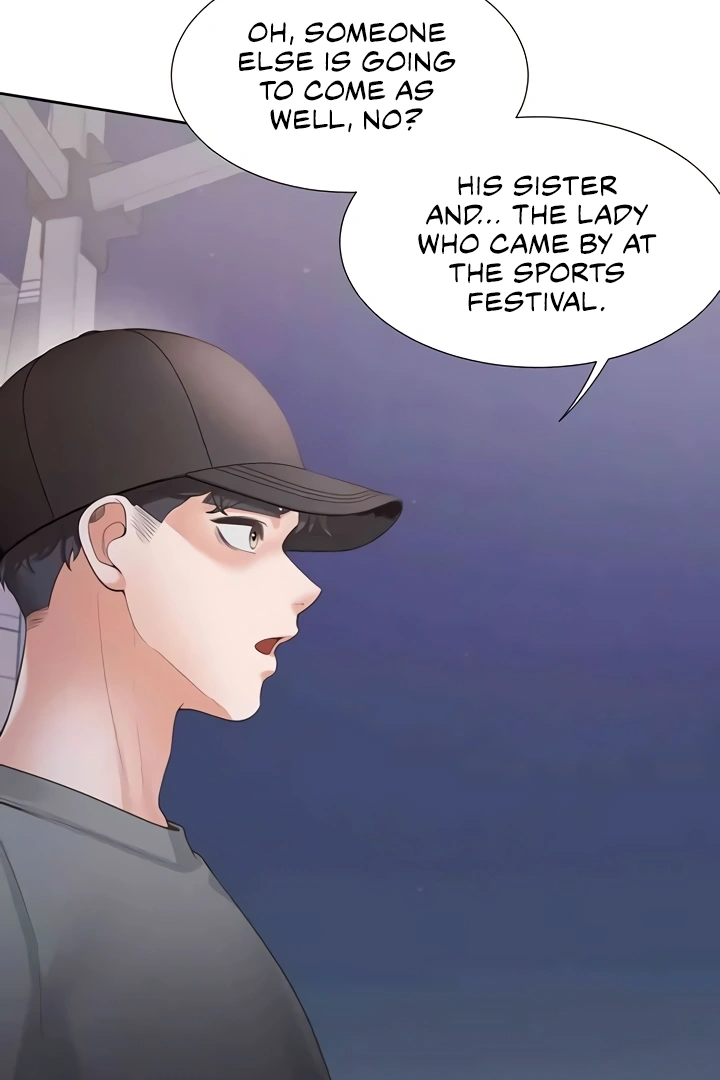 OH, SOMEONE
ELSE IS GOING
TO COME AS
WELL, NO?
HIS SISTER
AND... THE LADY
WHO CAME BY AT
THE SPORTS
FESTIVAL.